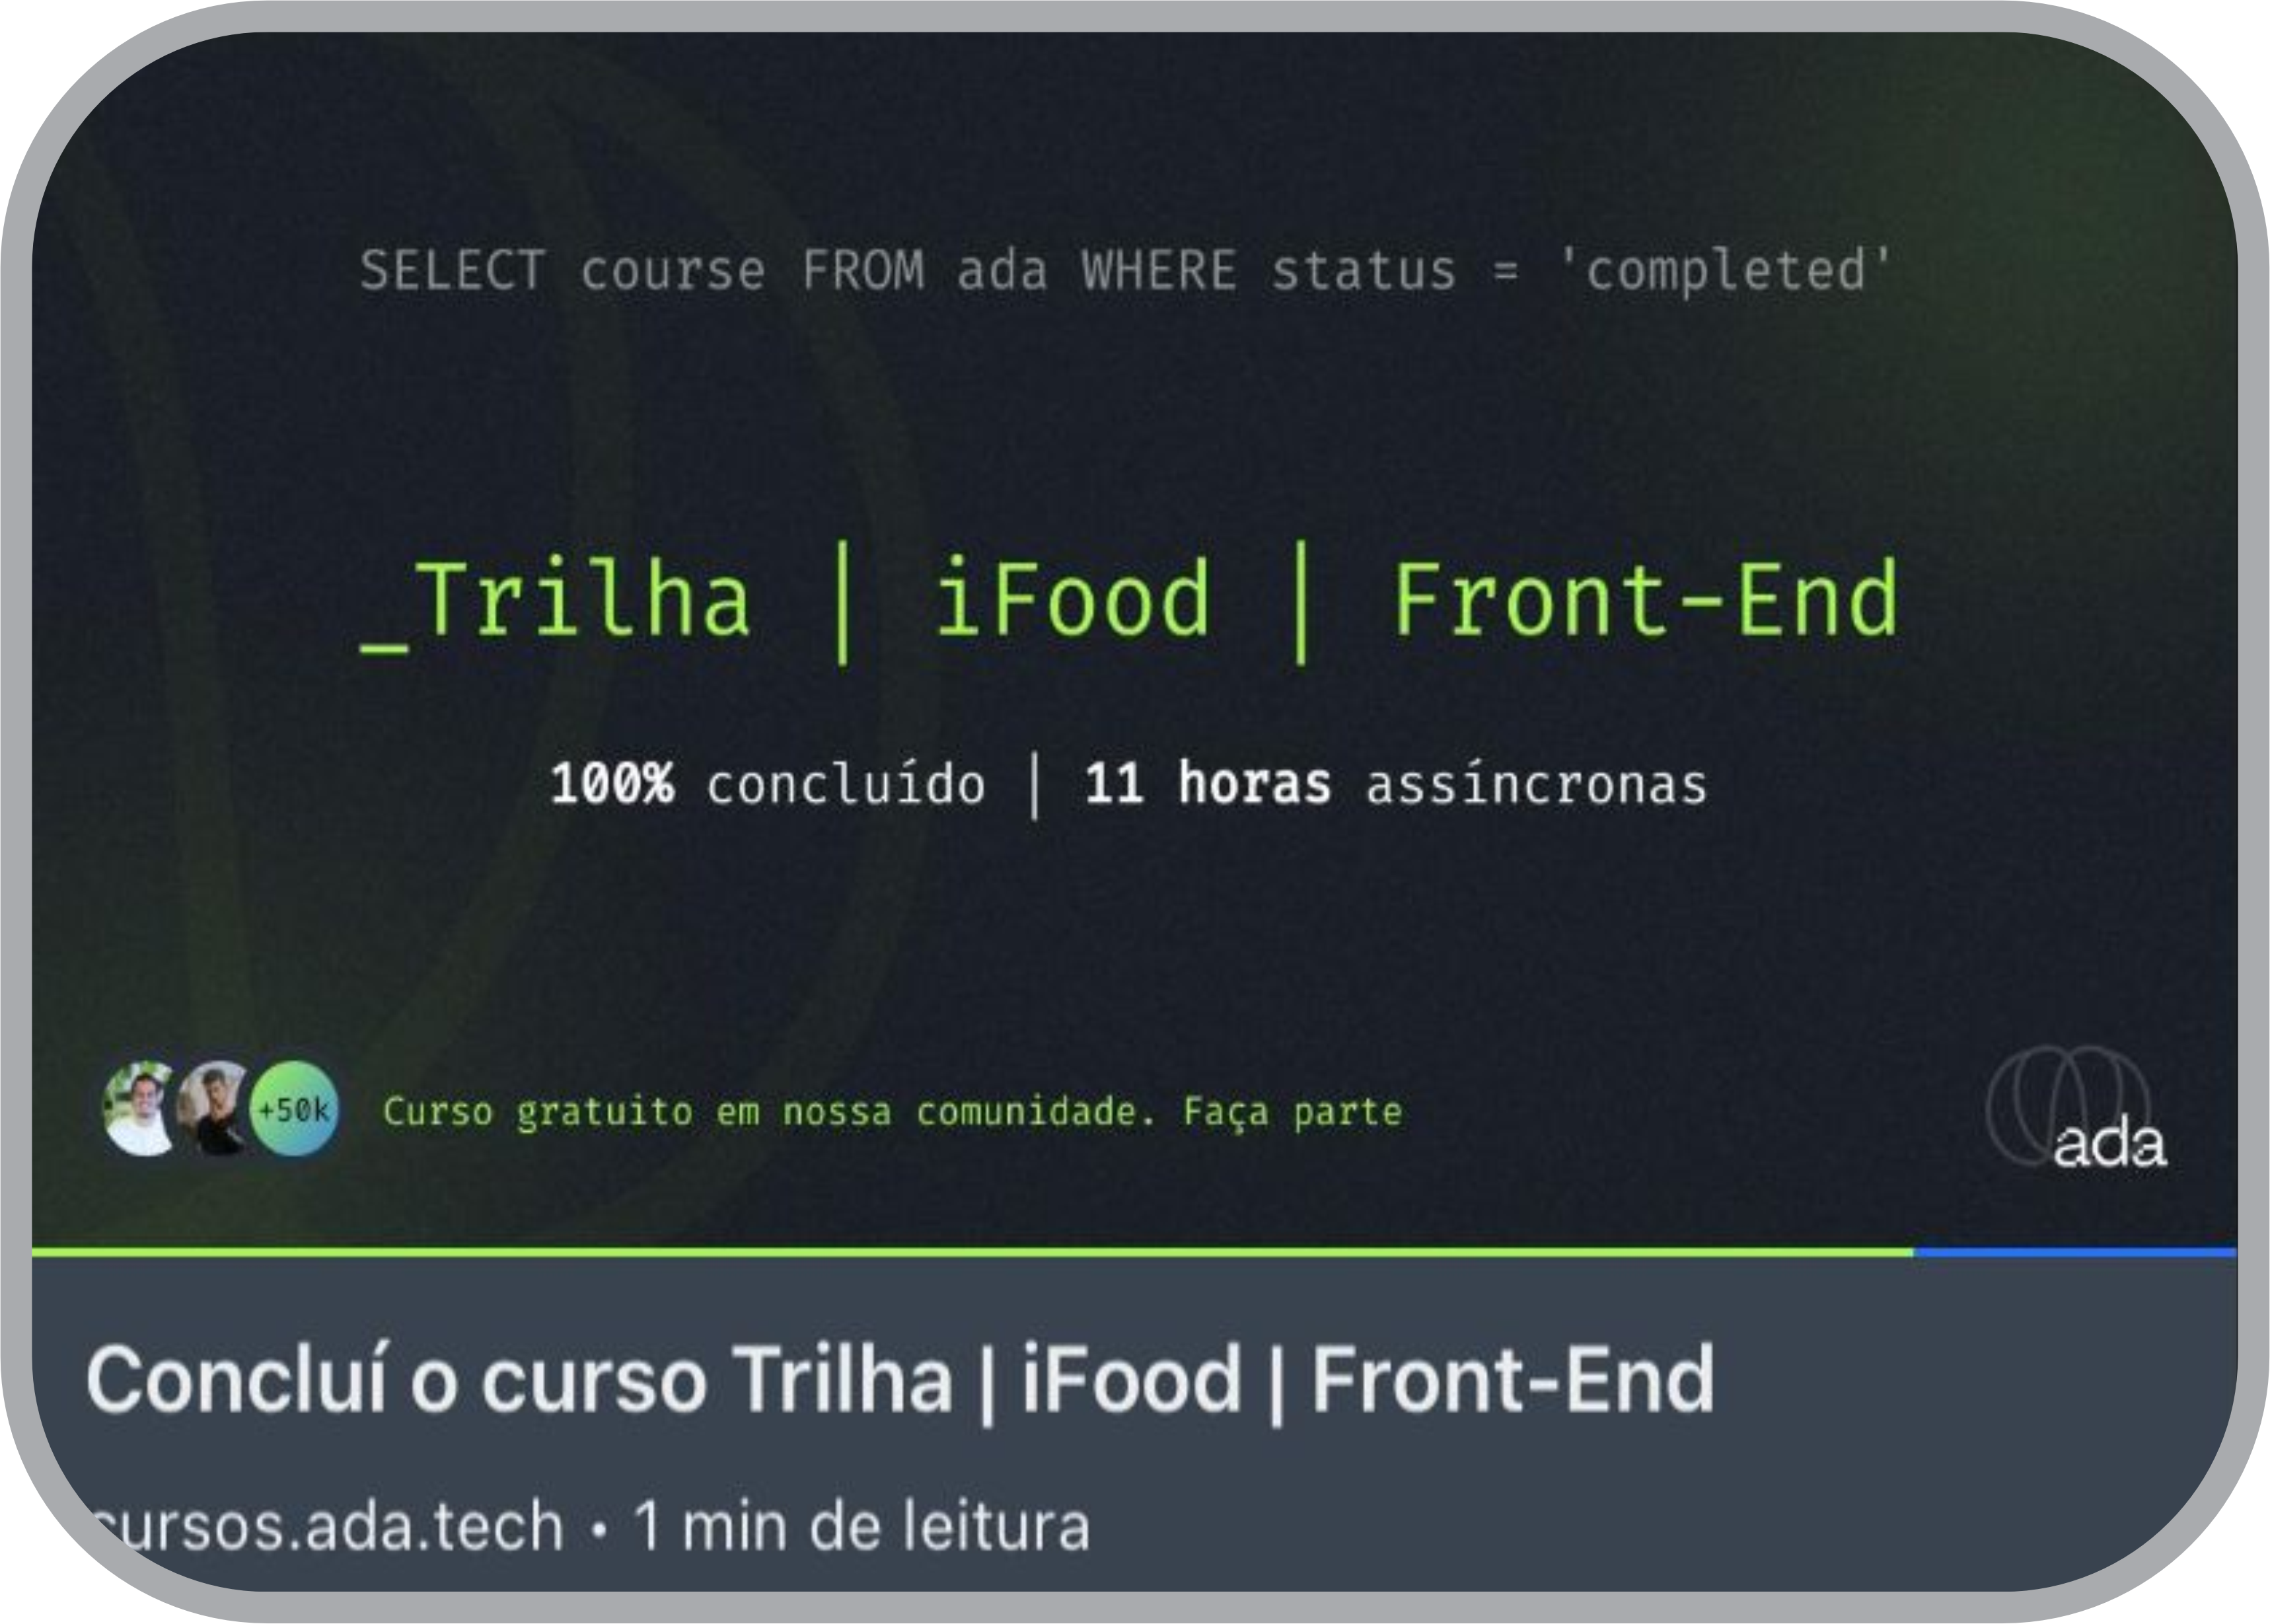 SELECT course FROM ada WHERE status = 'completed'
_Trilha | iFood | Front-End
100% concluído | 11 horas assíncronas
+50k Curso gratuito em nossa comunidade. Faça parte
ada
Concluí o curso Trilha | iFood | Front-End
cursos.ada.tech • 1 min de leitura